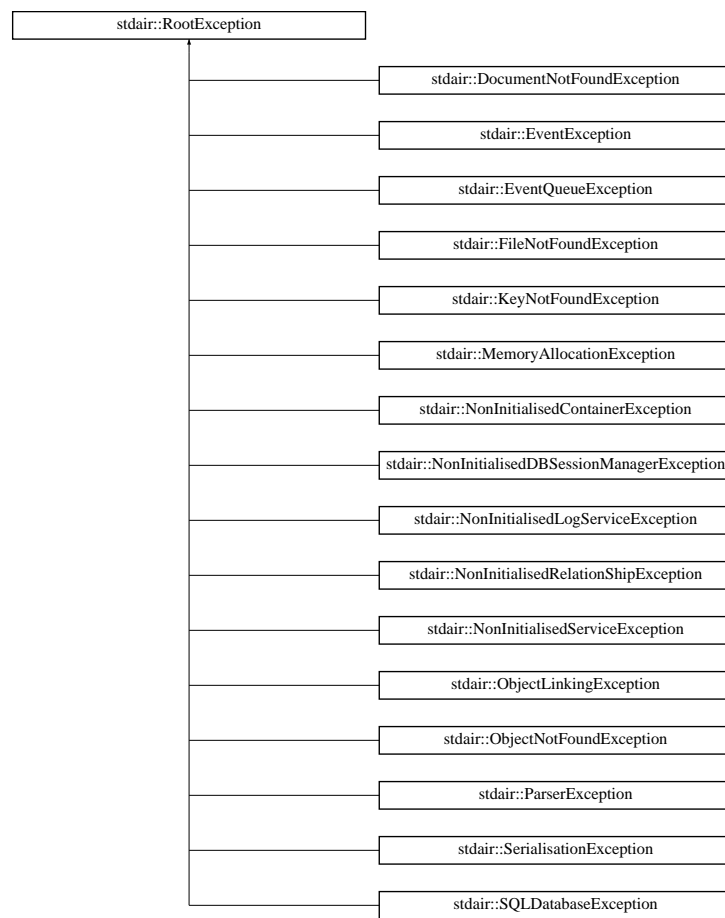 stdair::RootException
stdair::DocumentNotFoundException
stdair::EventException
stdair::EventQueueException
stdair::FileNotFoundException
stdair::KeyNotFoundException
stdair::MemoryAllocationException
stdair::NonInitialisedContainerException
stdair::NonInitialisedDBSessionManagerException
stdair::NonInitialisedLogServiceException
stdair::NonInitialisedRelationShipException
stdair::NonInitialisedServiceException
stdair::ObjectLinkingException
stdair::ObjectNotFoundException
stdair::ParserException
stdair::SerialisationException
stdair::SQLDatabaseException